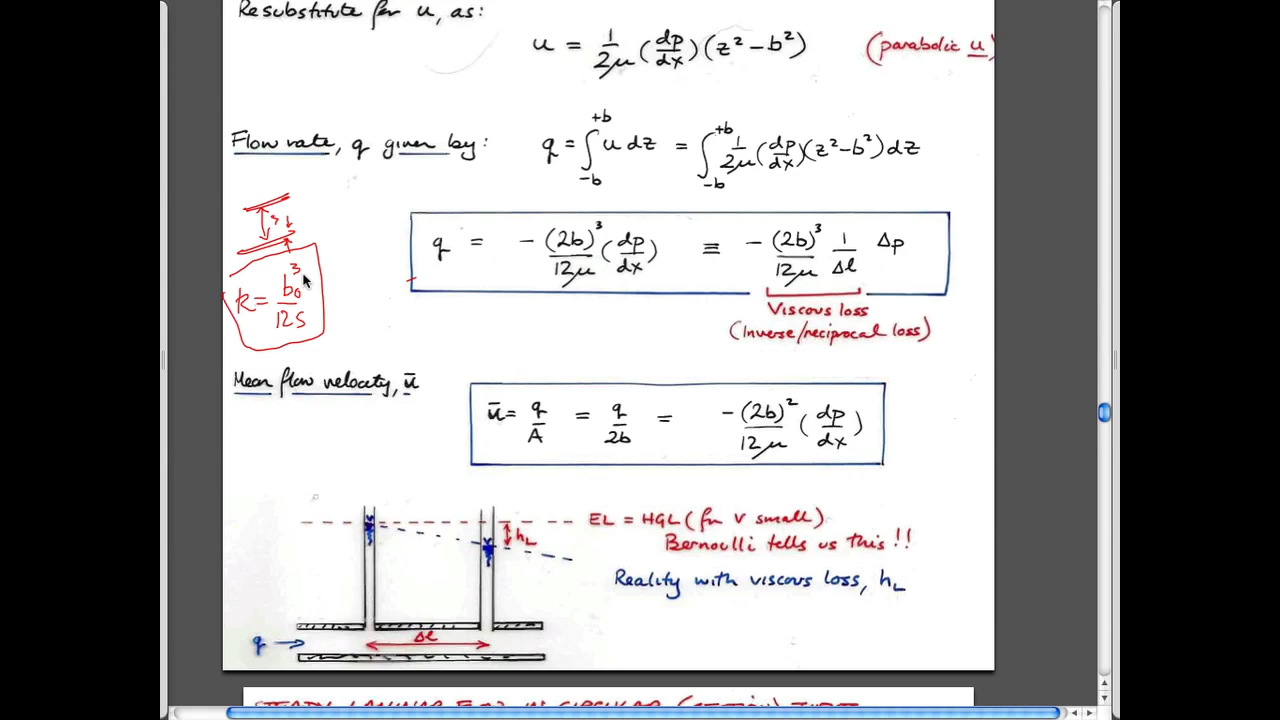 Resubstitute for u, as:
u = 1/2μ (dp/dx) (z² − b²) (parabolic u)
Flow rate, q given by: q = ∫₋b⁺ᵇ u dz = ∫₋b⁺ᵇ 1/2μ (dp/dx)(z² − b²) dz
q = −(2b)³/12μ (dp/dx) ≡ −(2b)³/12μ 1/Δl Δp
s b
k = b₀³/12s
Viscous loss
(Inverse/reciprocal loss)
Mean flow velocity, ū
ū = q/A = q/2b = −(2b)²/12μ (dp/dx)
EL = HGL (for v small)
hL
Bernoulli tells us this!!
Reality with viscous loss, hL
Δl
q →